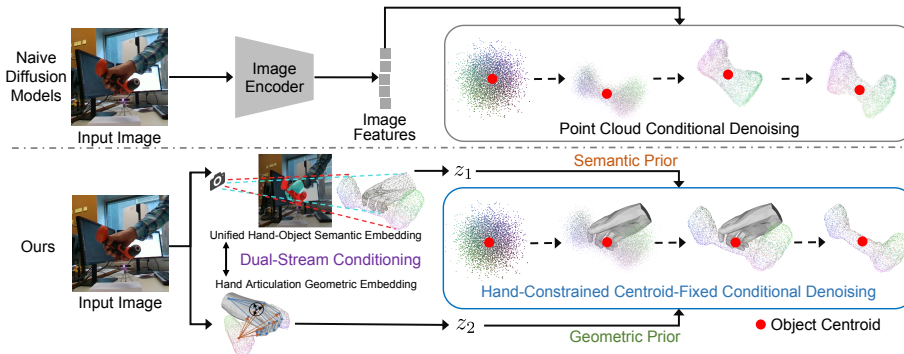 Naive
Diffusion
Models
Input Image
Image
Encoder
Image
Features
Point Cloud Conditional Denoising
Ours
Input Image
Unified Hand-Object Semantic Embedding
Dual-Stream Conditioning
Hand Articulation Geometric Embedding
z1
z2
Semantic Prior
Hand-Constrained Centroid-Fixed Conditional Denoising
Geometric Prior
Object Centroid